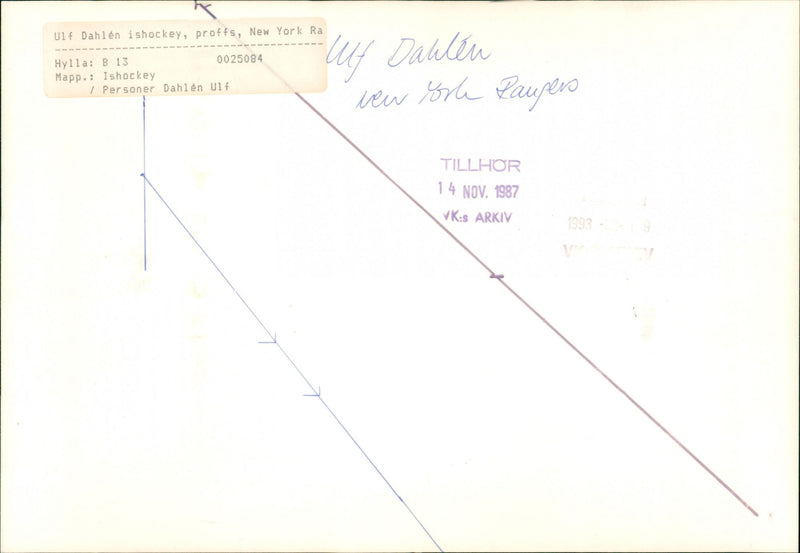 Ulf Dahlén ishockey, proffs, New York Ra
Hylla: B 13 0025084
Mapp.: Ishockey
/ Personer Dahlén Ulf
Ulf Dahlén
New York Rangers
TILLHÖR
14 NOV. 1987
VK:s ARKIV
1993